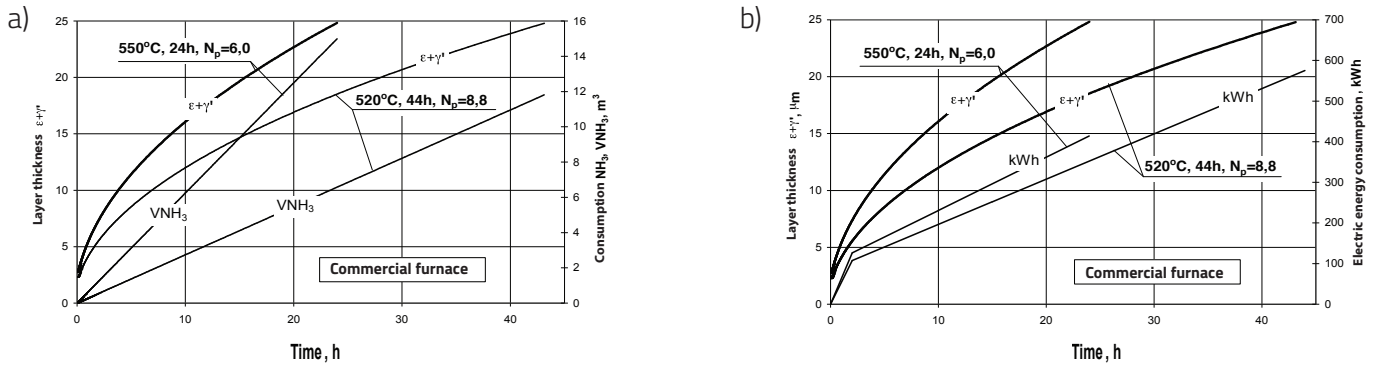 a)
Layer thickness ε+γ'
25
20
15
10
5
0
550°C, 24h, Np=6,0
ε+γ'
ε+γ'
520°C, 44h, Np=8,8
VNH₃
VNH₃
Commercial furnace
16
14
12
10
8
6
4
2
0
Consumption NH₃, VNH₃, m³
0 10 20 30 40
Time, h
b)
Layer thickness ε+γ', µm
25
20
15
10
5
0
550°C, 24h, Np=6,0
ε+γ'
ε+γ'
kWh
kWh
520°C, 44h, Np=8,8
Commercial furnace
700
600
500
400
300
200
100
0
Electric energy consumption, kWh
0 10 20 30 40
Time, h